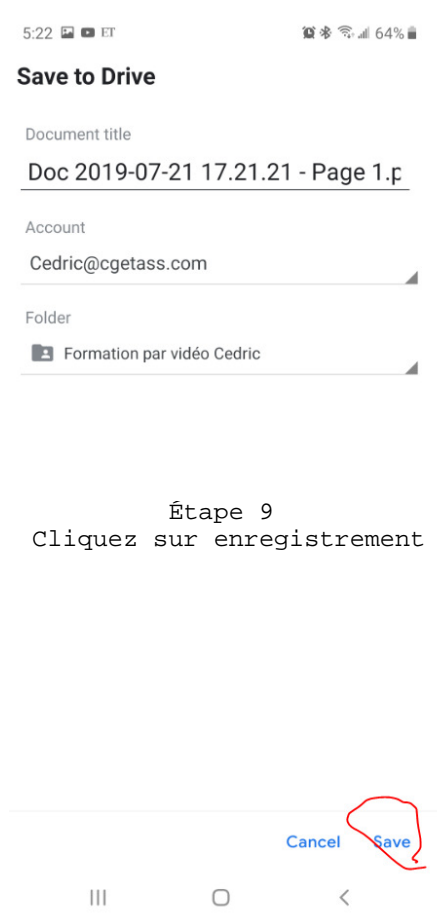 5:22 ET 64%
Save to Drive
Document title
Doc 2019-07-21 17.21.21 - Page 1.p
Account
Cedric@cgetass.com
Folder
Formation par vidéo Cedric
Étape 9
Cliquez sur enregistrement
Cancel Save